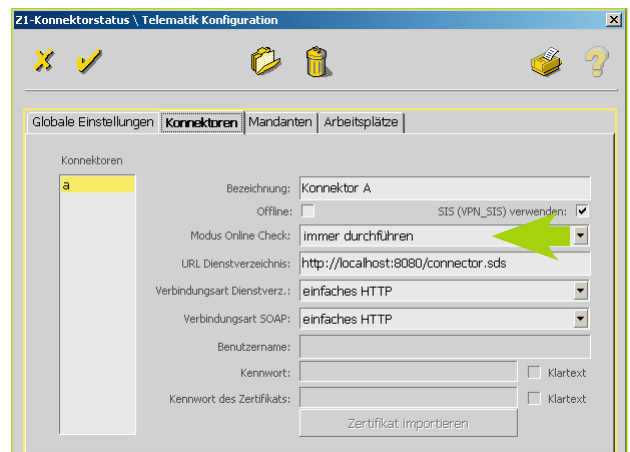 Z1-Konnektorstatus \ Telematik Konfiguration
Globale Einstellungen Konnektoren Mandanten Arbeitsplätze
Konnektoren
a
Bezeichnung: Konnektor A
Offline: SIS (VPN_SIS) verwenden:
Modus Online Check: immer durchführen
URL Dienstverzeichnis: http://localhost:8080/connector.sds
Verbindungsart Dienstverz.: einfaches HTTP
Verbindungsart SOAP: einfaches HTTP
Benutzername:
Kennwort: Klartext
Kennwort des Zertifikats: Klartext
Zertifikat importieren